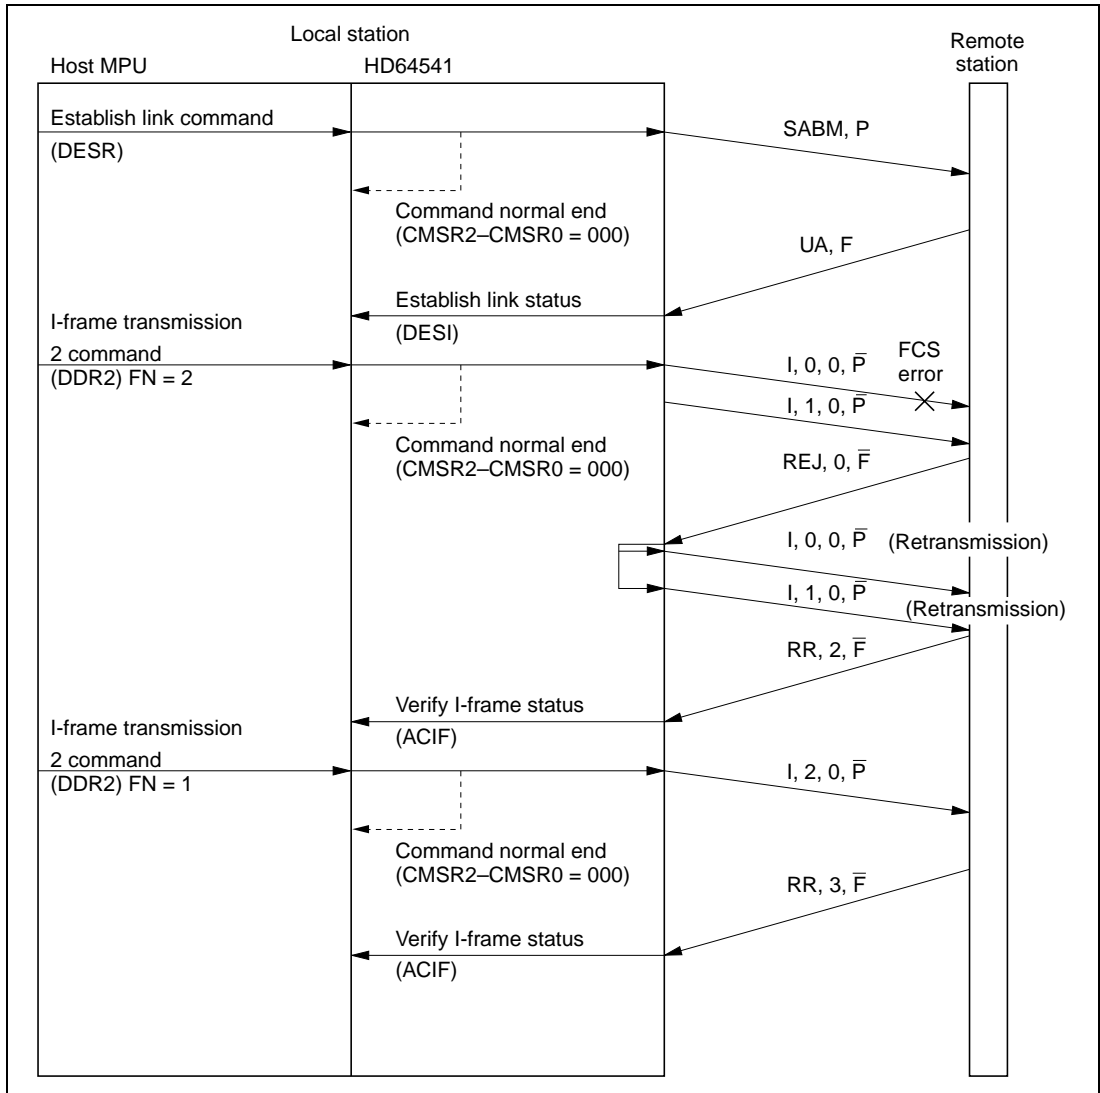 Local station
Remote
station
Host MPU
HD64541
Establish link command
(DESR)
SABM, P
Command normal end
(CMSR2–CMSR0 = 000)
UA, F
Establish link status
(DESI)
I-frame transmission
2 command
(DDR2) FN = 2
I, 0, 0, P̅
FCS
error
I, 1, 0, P̅
Command normal end
(CMSR2–CMSR0 = 000)
REJ, 0, F̅
I, 0, 0, P̅
(Retransmission)
I, 1, 0, P̅
(Retransmission)
RR, 2, F̅
Verify I-frame status
(ACIF)
I-frame transmission
2 command
(DDR2) FN = 1
I, 2, 0, P̅
Command normal end
(CMSR2–CMSR0 = 000)
RR, 3, F̅
Verify I-frame status
(ACIF)